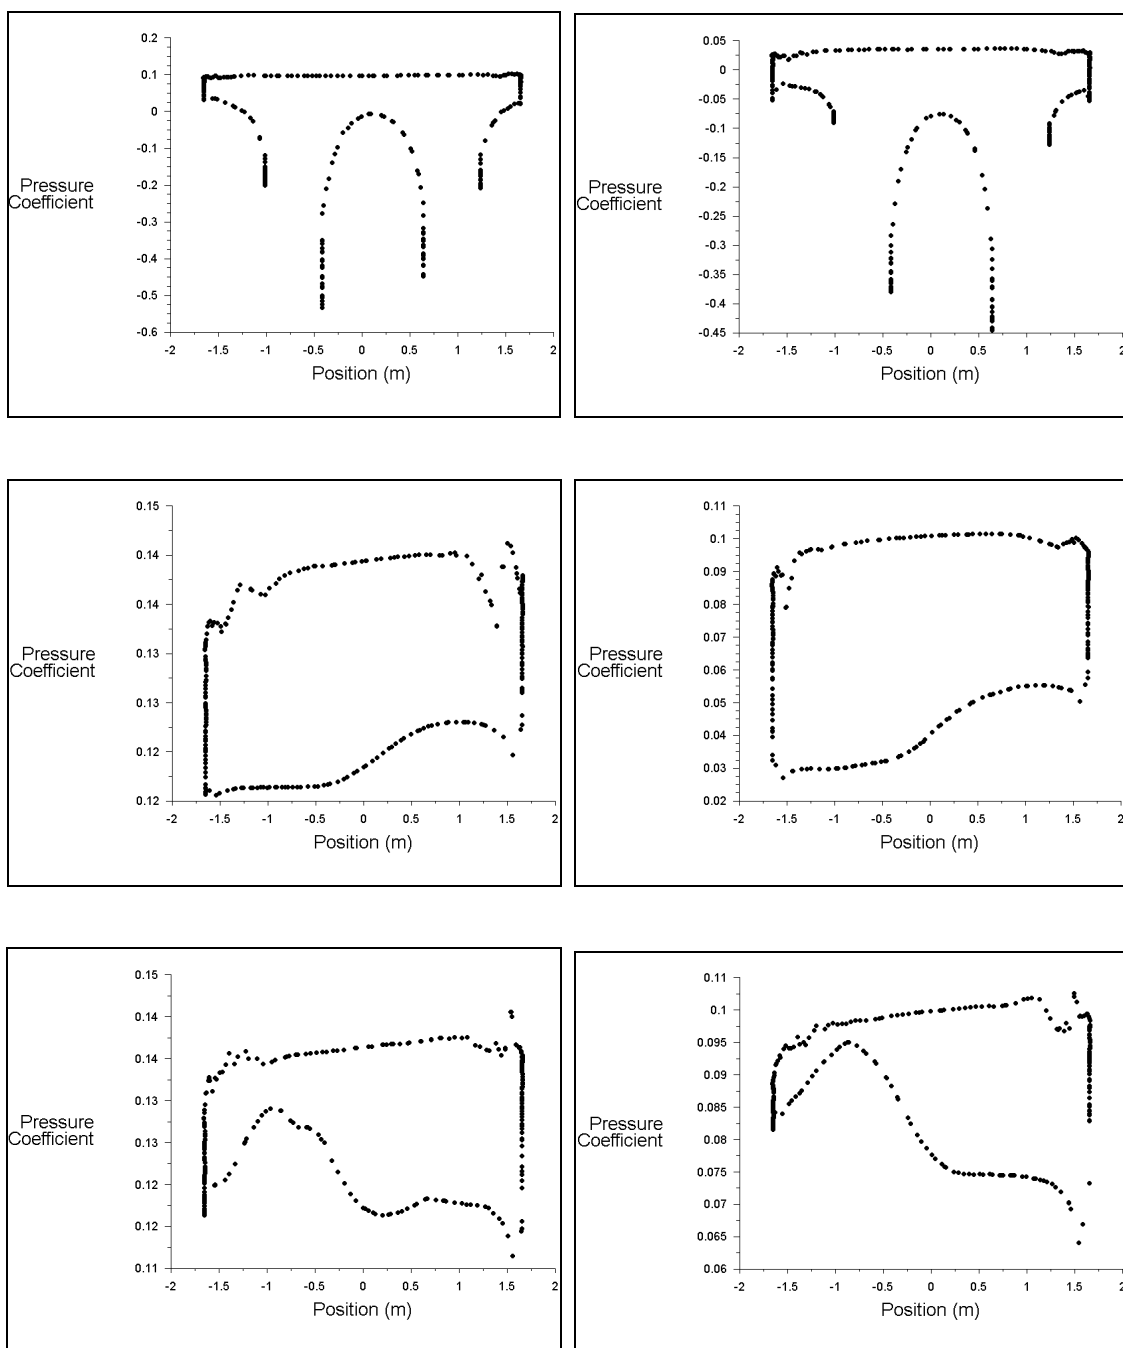 0.2
0.1
0
-0.1
-0.2
-0.3
-0.4
-0.5
-0.6
Pressure
Coefficient
-2 -1.5 -1 -0.5 0 0.5 1 1.5 2
Position (m)
0.05
0
-0.05
-0.1
-0.15
-0.2
-0.25
-0.3
-0.35
-0.4
-0.45
Pressure
Coefficient
-2 -1.5 -1 -0.5 0 0.5 1 1.5 2
Position (m)
0.15
0.14
0.14
0.13
0.13
0.12
0.12
Pressure
Coefficient
-2 -1.5 -1 -0.5 0 0.5 1 1.5 2
Position (m)
0.11
0.1
0.09
0.08
0.07
0.06
0.05
0.04
0.03
0.02
Pressure
Coefficient
-2 -1.5 -1 -0.5 0 0.5 1 1.5 2
Position (m)
0.15
0.14
0.14
0.13
0.13
0.12
0.12
0.11
Pressure
Coefficient
-2 -1.5 -1 -0.5 0 0.5 1 1.5 2
Position (m)
0.11
0.1
0.095
0.09
0.085
0.08
0.075
0.07
0.065
0.06
Pressure
Coefficient
-2 -1.5 -1 -0.5 0 0.5 1 1.5 2
Position (m)